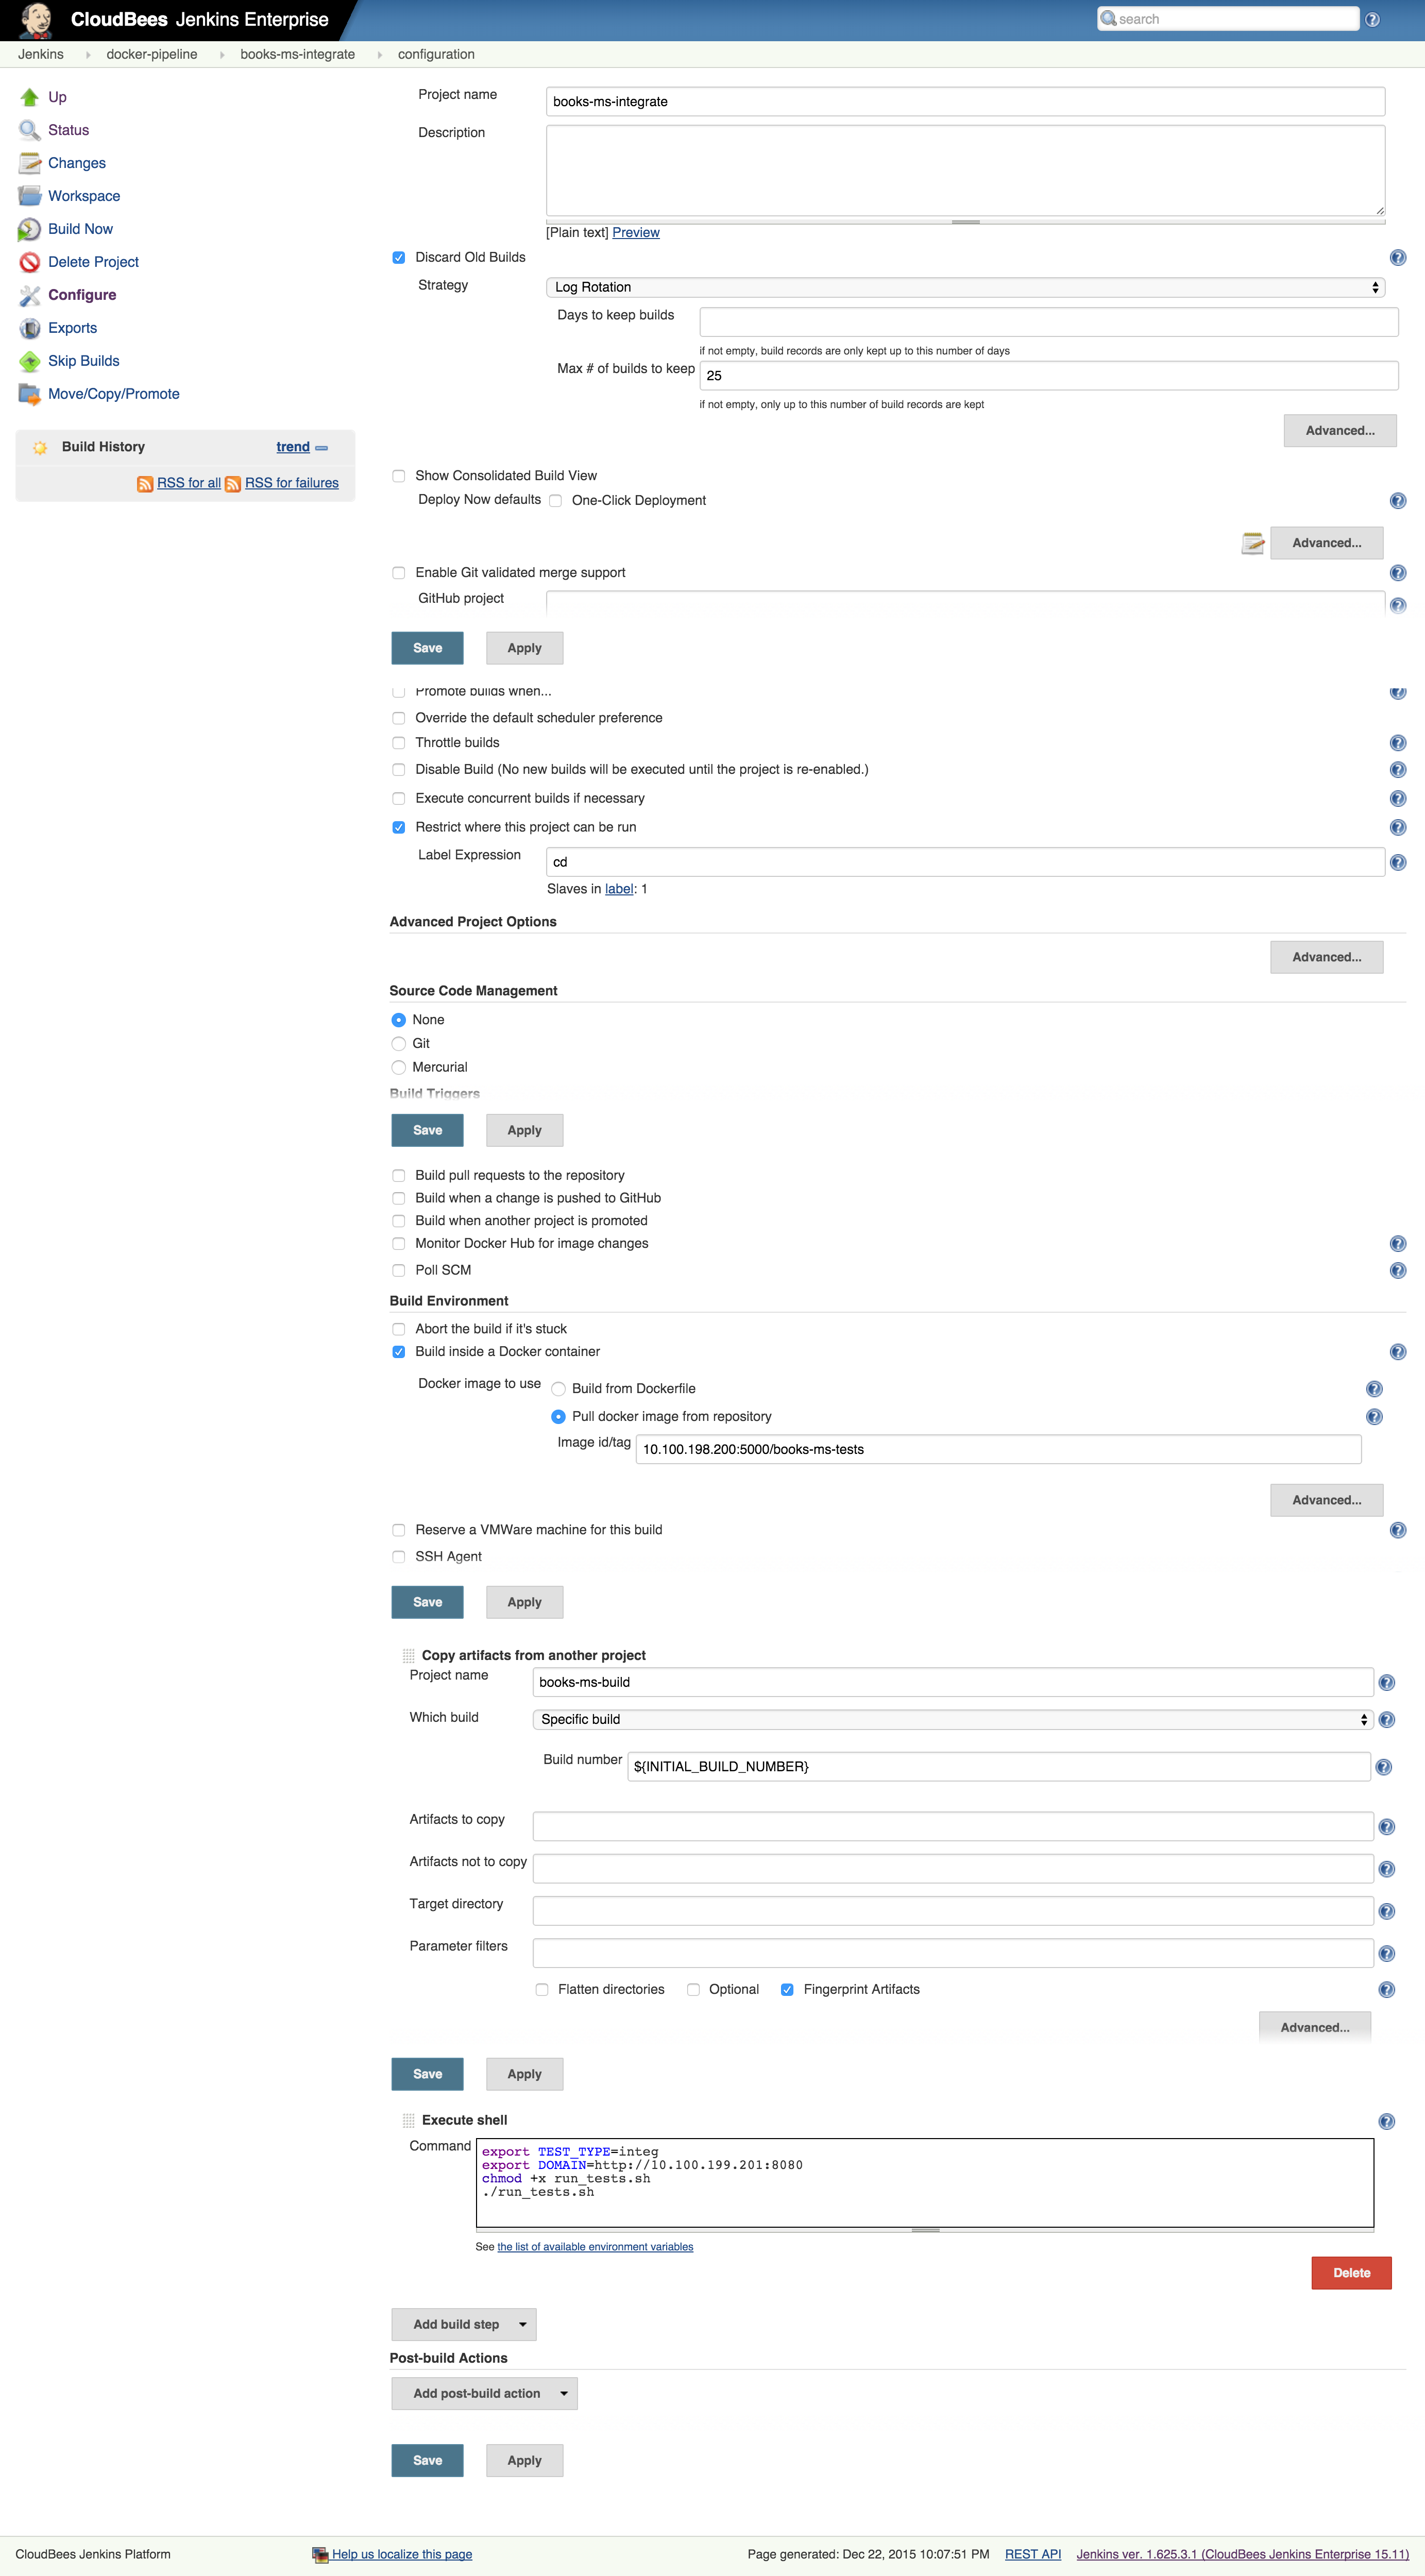 CloudBees Jenkins Enterprise
search
Jenkins docker-pipeline books-ms-integrate configuration
Up
Status
Changes
Workspace
Build Now
Delete Project
Configure
Exports
Skip Builds
Move/Copy/Promote
Build History trend
RSS for all RSS for failures
Project name books-ms-integrate
Description
[Plain text] Preview
Discard Old Builds
Strategy Log Rotation
Days to keep builds
if not empty, build records are only kept up to this number of days
Max # of builds to keep 25
if not empty, only up to this number of build records are kept
Advanced...
Show Consolidated Build View
Deploy Now defaults One-Click Deployment
Advanced...
Enable Git validated merge support
GitHub project
Save Apply
Promote builds when...
Override the default scheduler preference
Throttle builds
Disable Build (No new builds will be executed until the project is re-enabled.)
Execute concurrent builds if necessary
Restrict where this project can be run
Label Expression cd
Slaves in label: 1
Advanced Project Options
Advanced...
Source Code Management
None
Git
Mercurial
Build Triggers
Save Apply
Build pull requests to the repository
Build when a change is pushed to GitHub
Build when another project is promoted
Monitor Docker Hub for image changes
Poll SCM
Build Environment
Abort the build if it's stuck
Build inside a Docker container
Docker image to use Build from Dockerfile
Pull docker image from repository
Image id/tag 10.100.198.200:5000/books-ms-tests
Advanced...
Reserve a VMWare machine for this build
SSH Agent
Save Apply
Copy artifacts from another project
Project name books-ms-build
Which build Specific build
Build number ${INITIAL_BUILD_NUMBER}
Artifacts to copy
Artifacts not to copy
Target directory
Parameter filters
Flatten directories Optional Fingerprint Artifacts
Advanced...
Save Apply
Execute shell
Command export TEST_TYPE=integ
export DOMAIN=http://10.100.199.201:8080
chmod +x run_tests.sh
./run_tests.sh
See the list of available environment variables
Delete
Add build step
Post-build Actions
Add post-build action
Save Apply
CloudBees Jenkins Platform Help us localize this page Page generated: Dec 22, 2015 10:07:51 PM REST API Jenkins ver. 1.625.3.1 (CloudBees Jenkins Enterprise 15.11)